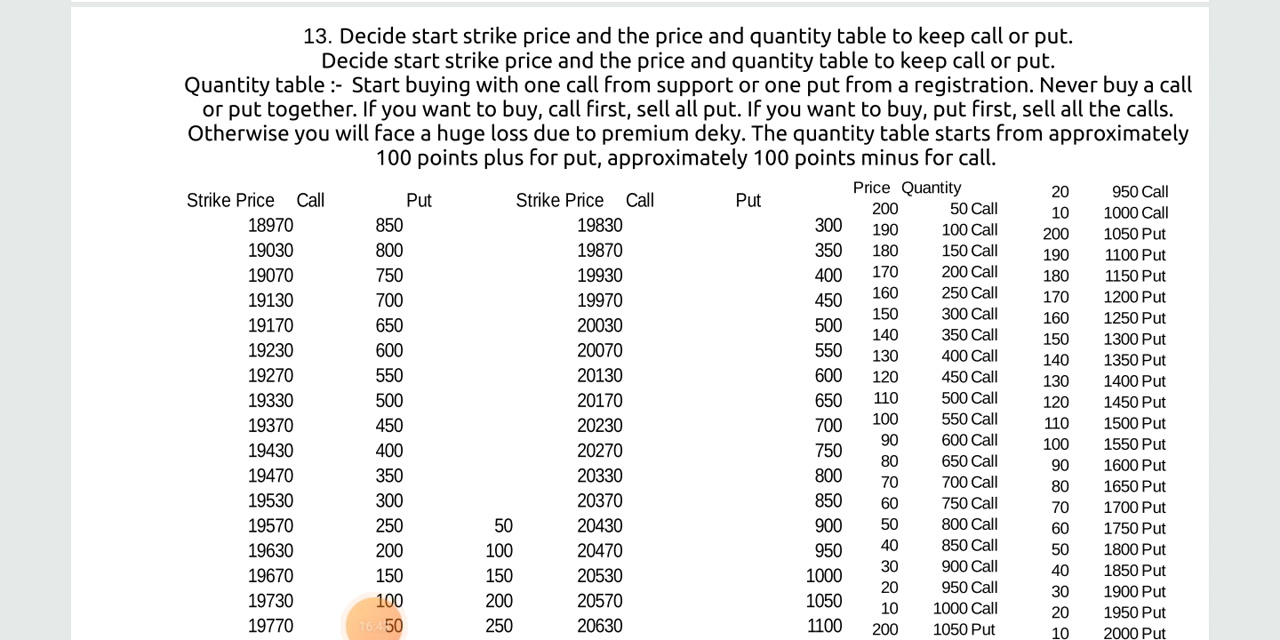 13. Decide start strike price and the price and quantity table to keep call or put.
Decide start strike price and the price and quantity table to keep call or put.
Quantity table :-  Start buying with one call from support or one put from a registration. Never buy a call
or put together. If you want to buy, call first, sell all put. If you want to buy, put first, sell all the calls.
Otherwise you will face a huge loss due to premium deky. The quantity table starts from approximately
100 points plus for put, approximately 100 points minus for call.
Strike Price Call Put Strike Price Call Put
18970 850 19830 300
19030 800 19870 350
19070 750 19930 400
19130 700 19970 450
19170 650 20030 500
19230 600 20070 550
19270 550 20130 600
19330 500 20170 650
19370 450 20230 700
19430 400 20270 750
19470 350 20330 800
19530 300 20370 850
19570 250 50 20430 900
19630 200 100 20470 950
19670 150 150 20530 1000
19730 100 200 20570 1050
19770 50 250 20630 1100
Price Quantity
200 50 Call
190 100 Call
180 150 Call
170 200 Call
160 250 Call
150 300 Call
140 350 Call
130 400 Call
120 450 Call
110 500 Call
100 550 Call
90 600 Call
80 650 Call
70 700 Call
60 750 Call
50 800 Call
40 850 Call
30 900 Call
20 950 Call
10 1000 Call
200 1050 Put
20 950 Call
10 1000 Call
200 1050 Put
190 1100 Put
180 1150 Put
170 1200 Put
160 1250 Put
150 1300 Put
140 1350 Put
130 1400 Put
120 1450 Put
110 1500 Put
100 1550 Put
90 1600 Put
80 1650 Put
70 1700 Put
60 1750 Put
50 1800 Put
40 1850 Put
30 1900 Put
20 1950 Put
10 2000 Put